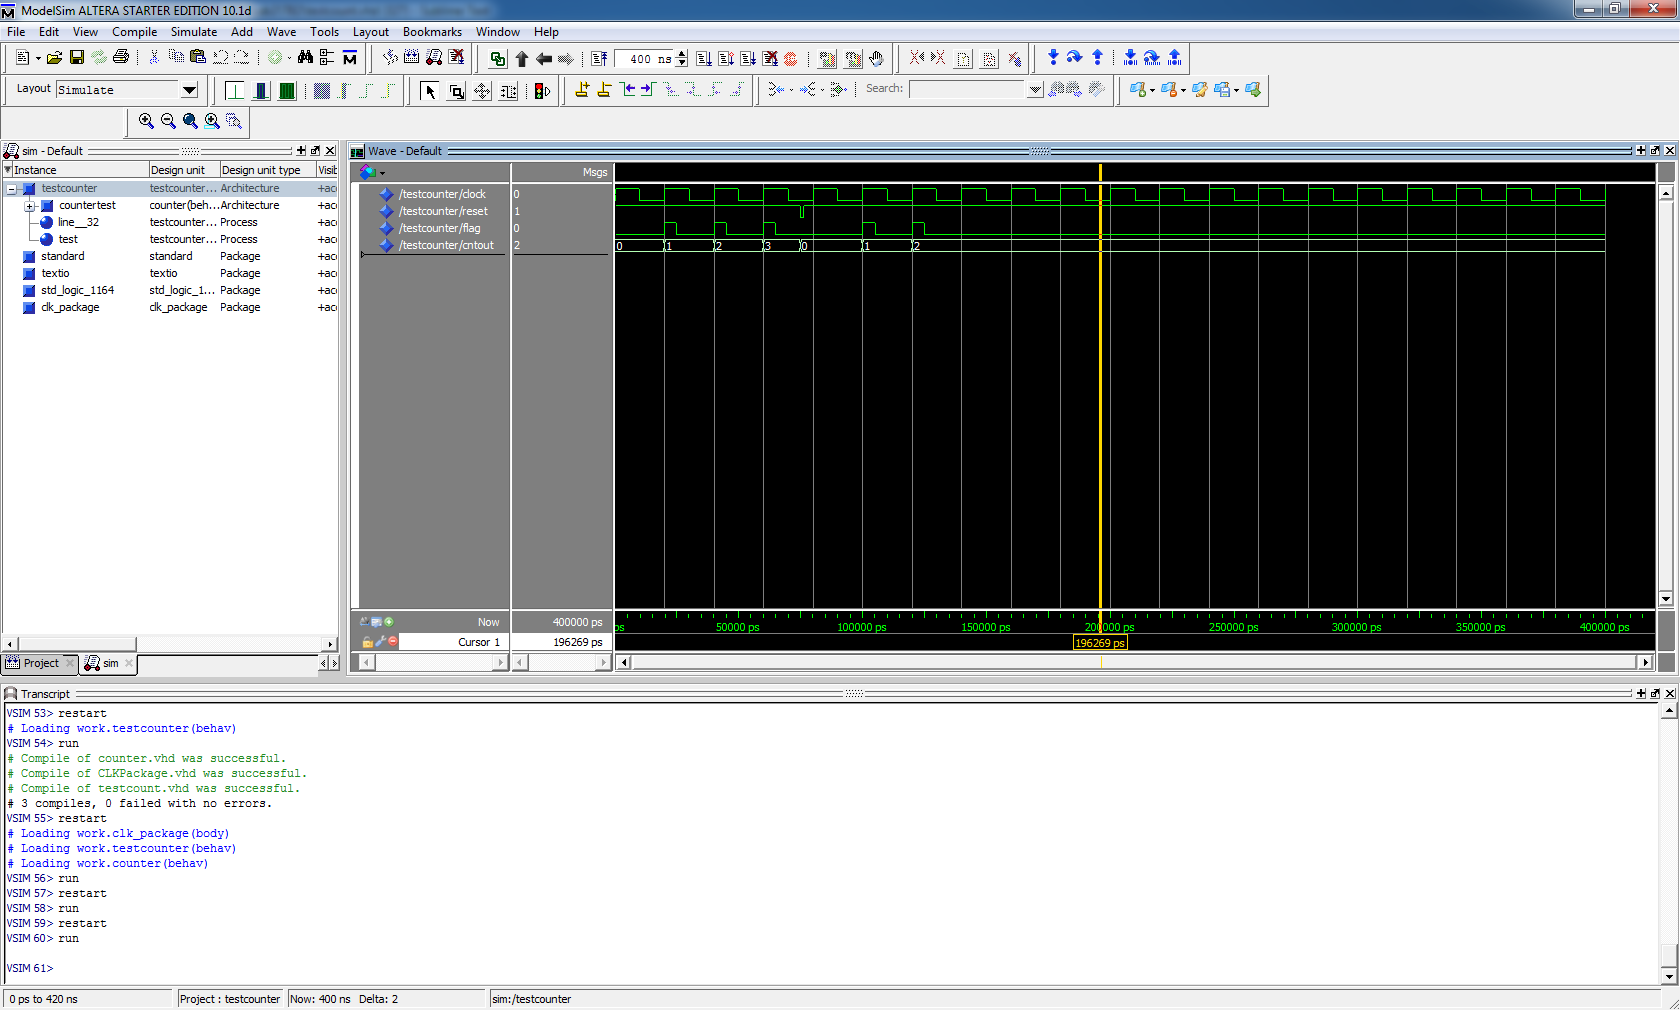 ModelSim ALTERA STARTER EDITION 10.1d
File Edit View Compile Simulate Add Wave Tools Layout Bookmarks Window Help
400 ns
Layout Simulate
Search:
sim - Default
Instance Design unit Design unit type Visib
testcounter testcounter... Architecture +acc
countertest counter(beh... Architecture +acc
line__32 testcounter... Process +acc
test testcounter... Process +acc
standard standard Package +acc
textio textio Package +acc
std_logic_1164 std_logic_1... Package +acc
clk_package clk_package Package +acc
Project sim
Wave - Default
Msgs
/testcounter/clock 0
/testcounter/reset 1
/testcounter/flag 0
/testcounter/cntout 2 0 1 2 3 0 1 2
Now 400000 ps ps 50000 ps 100000 ps 150000 ps 200000 ps 250000 ps 300000 ps 350000 ps 400000 ps
Cursor 1 196269 ps 196269 ps
Transcript
VSIM 53> restart
# Loading work.testcounter(behav)
VSIM 54> run
# Compile of counter.vhd was successful.
# Compile of CLKPackage.vhd was successful.
# Compile of testcount.vhd was successful.
# 3 compiles, 0 failed with no errors.
VSIM 55> restart
# Loading work.clk_package(body)
# Loading work.testcounter(behav)
# Loading work.counter(behav)
VSIM 56> run
VSIM 57> restart
VSIM 58> run
VSIM 59> restart
VSIM 60> run
VSIM 61>
0 ps to 420 ns Project : testcounter Now: 400 ns Delta: 2 sim:/testcounter